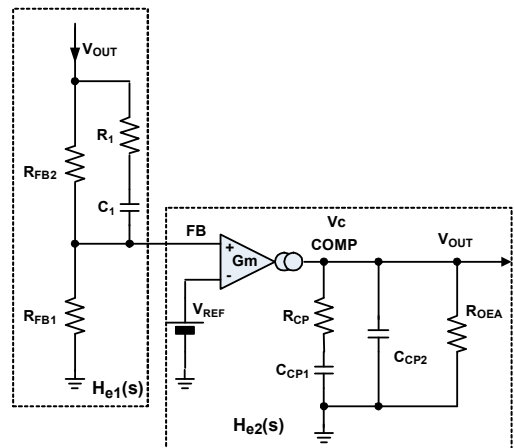 VOUT
R1
RFB2
C1
RFB1
He1(s)
FB
Vc
COMP
VOUT
+
Gm
-
VREF
RCP
CCP1
CCP2
ROEA
He2(s)